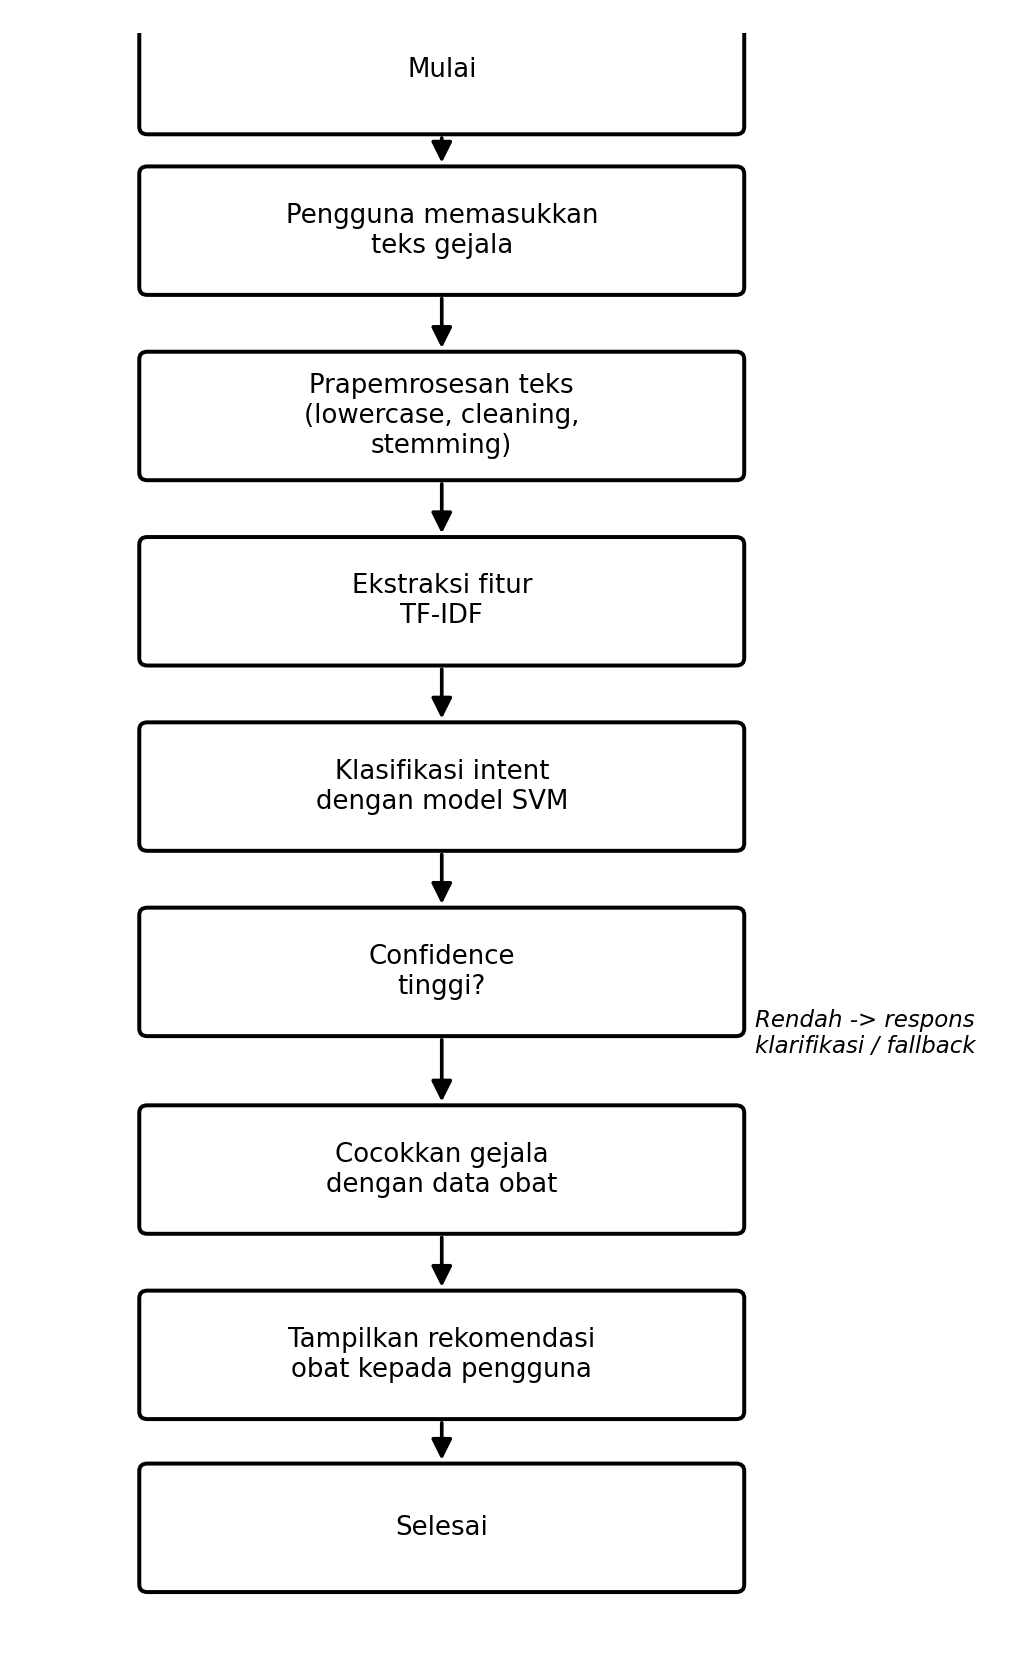 Mulai
Pengguna memasukkan
teks gejala
Prapemrosesan teks
(lowercase, cleaning,
stemming)
Ekstraksi fitur
TF-IDF
Klasifikasi intent
dengan model SVM
Confidence
tinggi?
Rendah -> respons
klarifikasi / fallback
Cocokkan gejala
dengan data obat
Tampilkan rekomendasi
obat kepada pengguna
Selesai